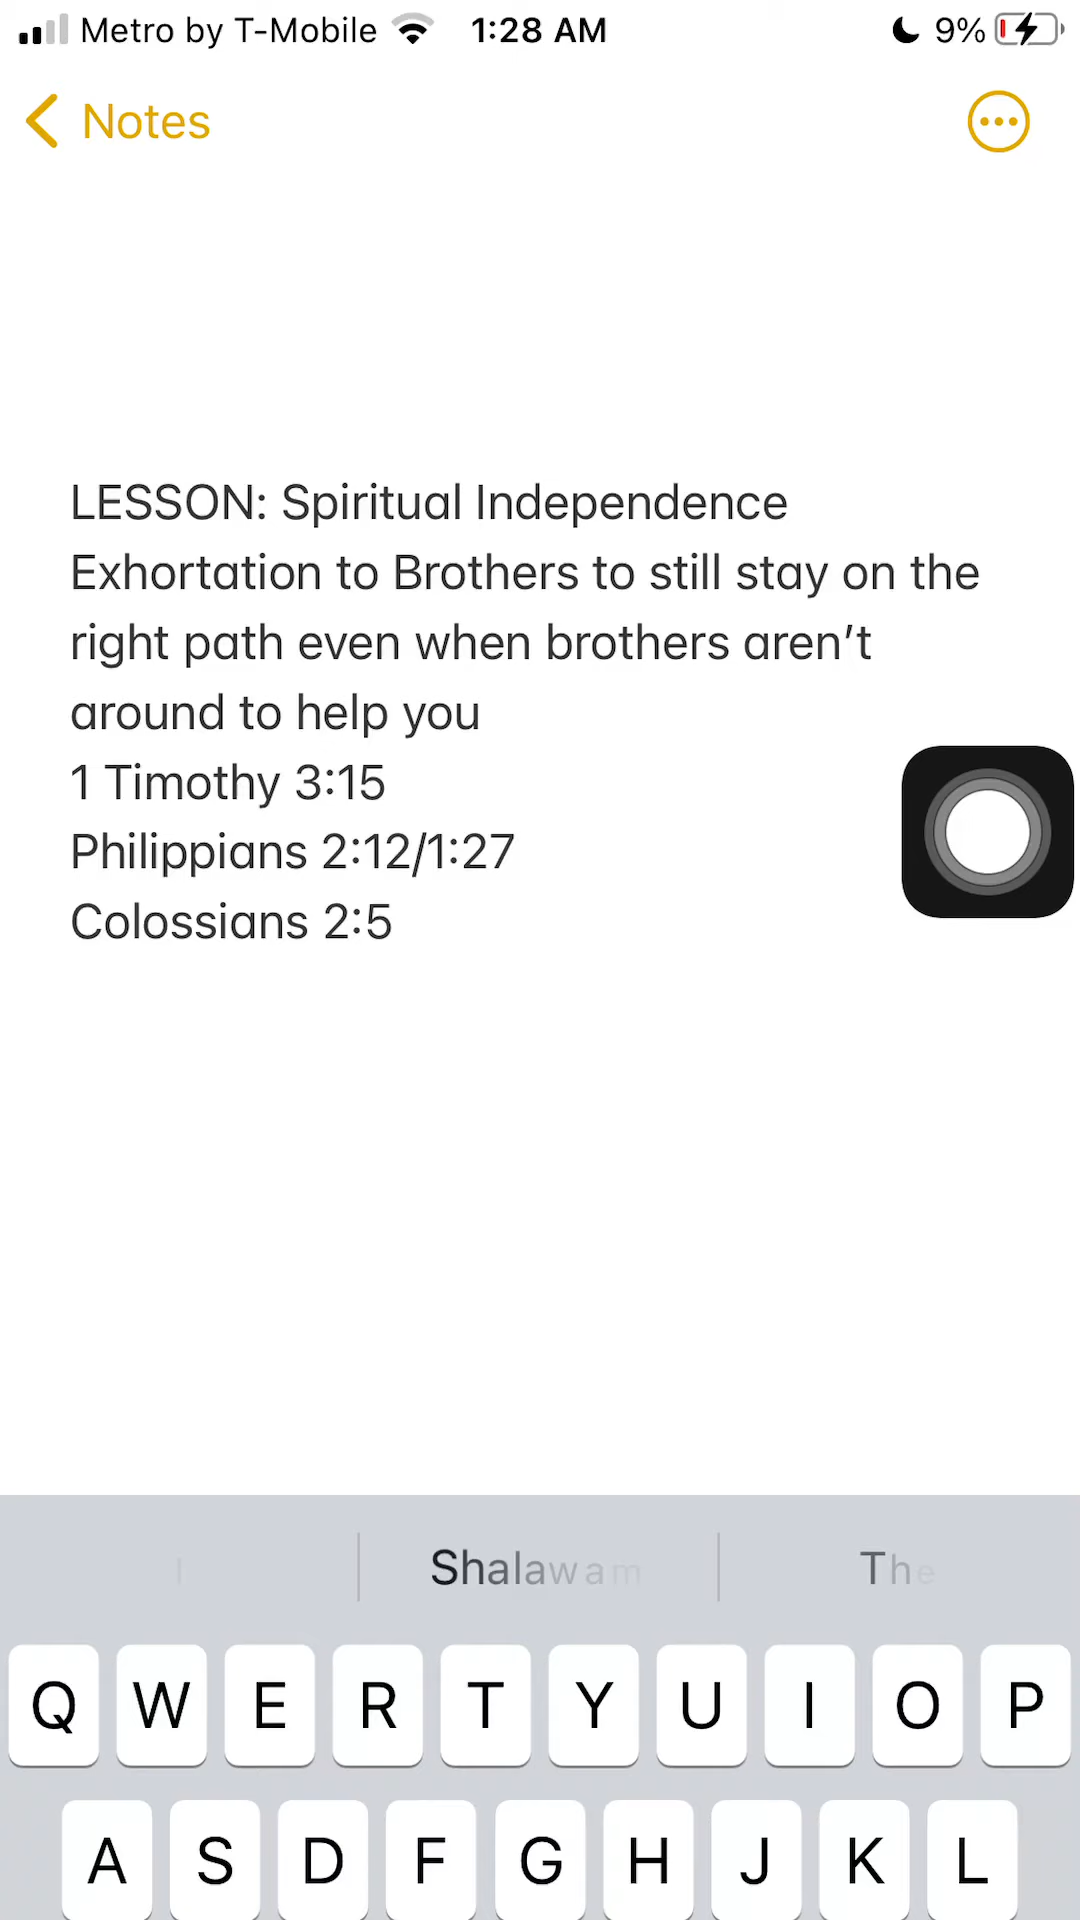 Metro by T-Mobile 1:28 AM 9%
Notes
LESSON: Spiritual Independence
Exhortation to Brothers to still stay on the
right path even when brothers aren't
around to help you
1 Timothy 3:15
Philippians 2:12/1:27
Colossians 2:5
I Shalawam The
Q W E R T Y U I O P
A S D F G H J K L